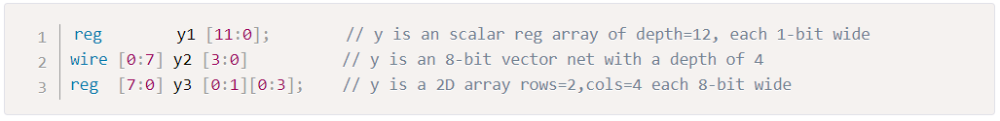 1 reg y1 [11:0]; // y is an scalar reg array of depth=12, each 1-bit wide
2 wire [0:7] y2 [3:0] // y is an 8-bit vector net with a depth of 4
3 reg [7:0] y3 [0:1][0:3]; // y is a 2D array rows=2,cols=4 each 8-bit wide